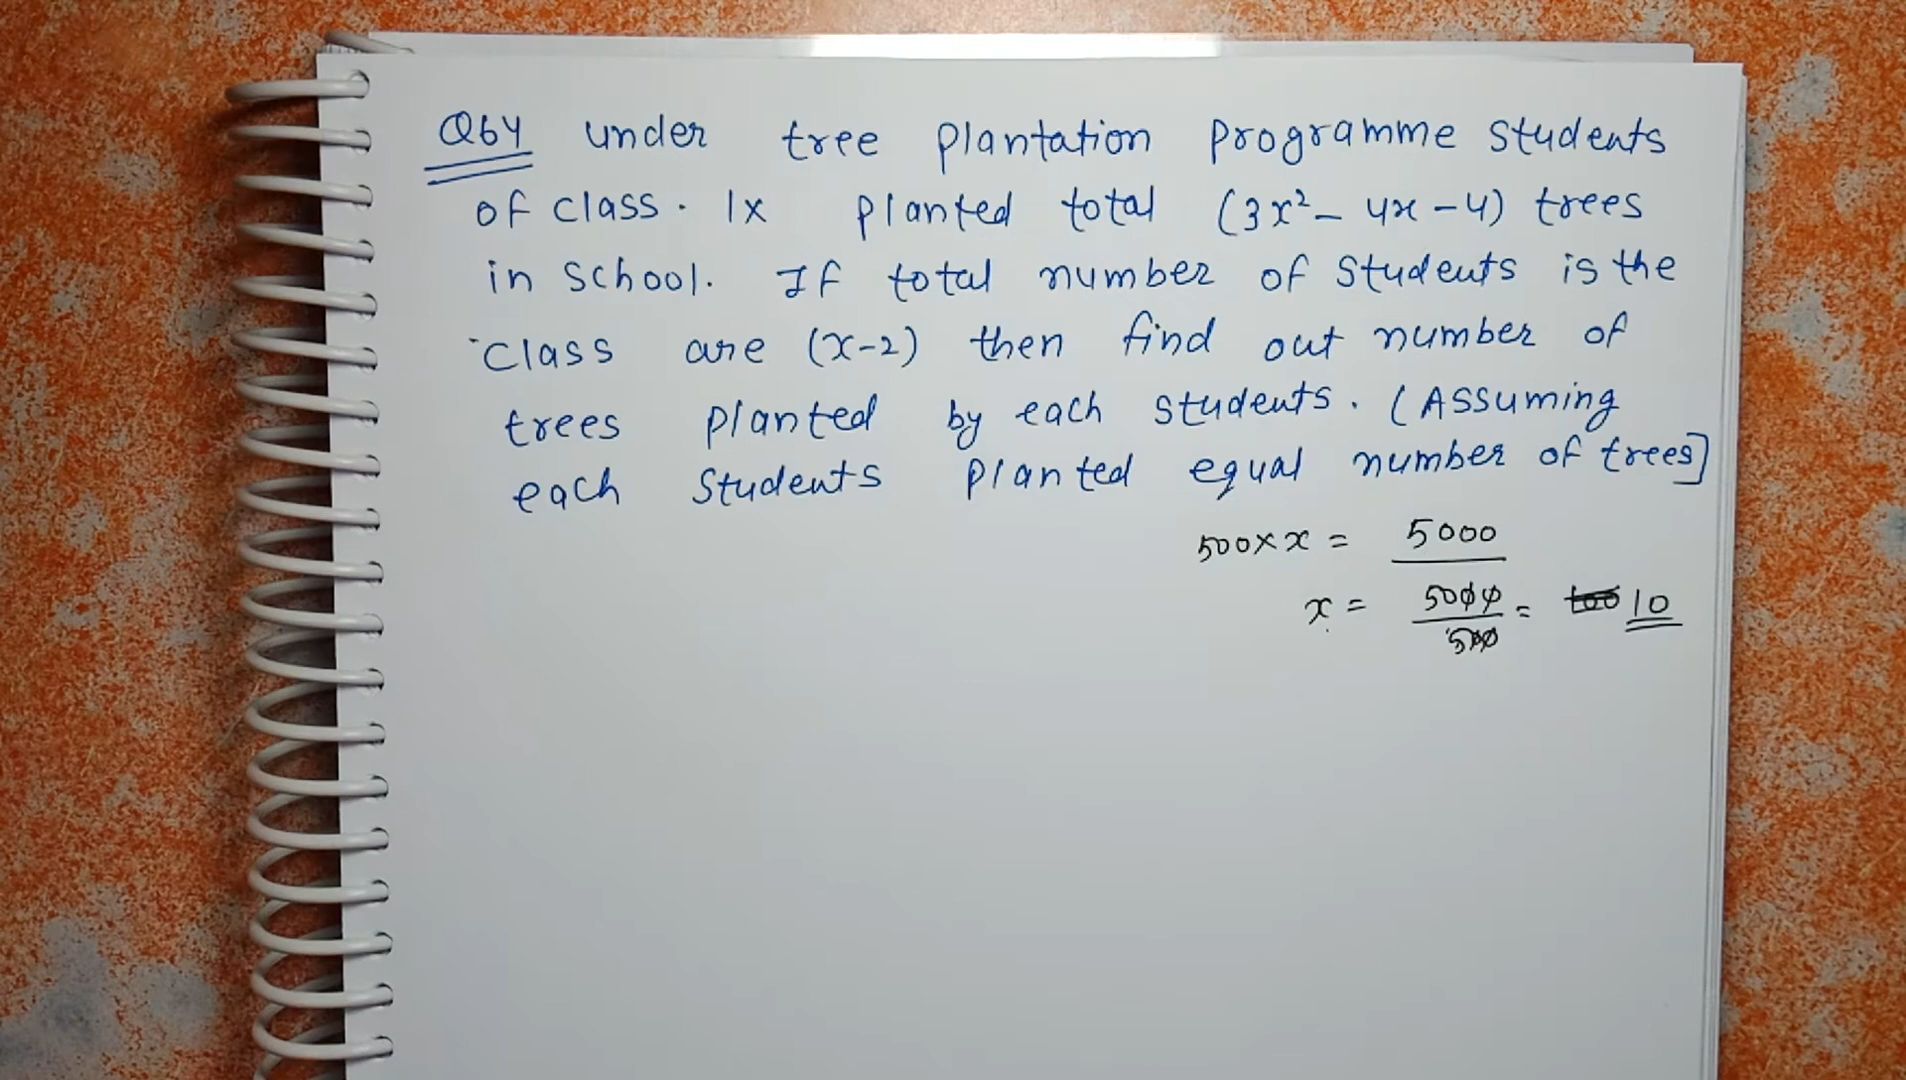 Q64 under tree plantation programme students
of class. IX planted total (3x²- 4x-4) trees
in school. If total number of students is the
class are (x-2) then find out number of
trees planted by each students. (Assuming
each students planted equal number of trees]
500× x = 5000
x = 5000/500 = 100 10